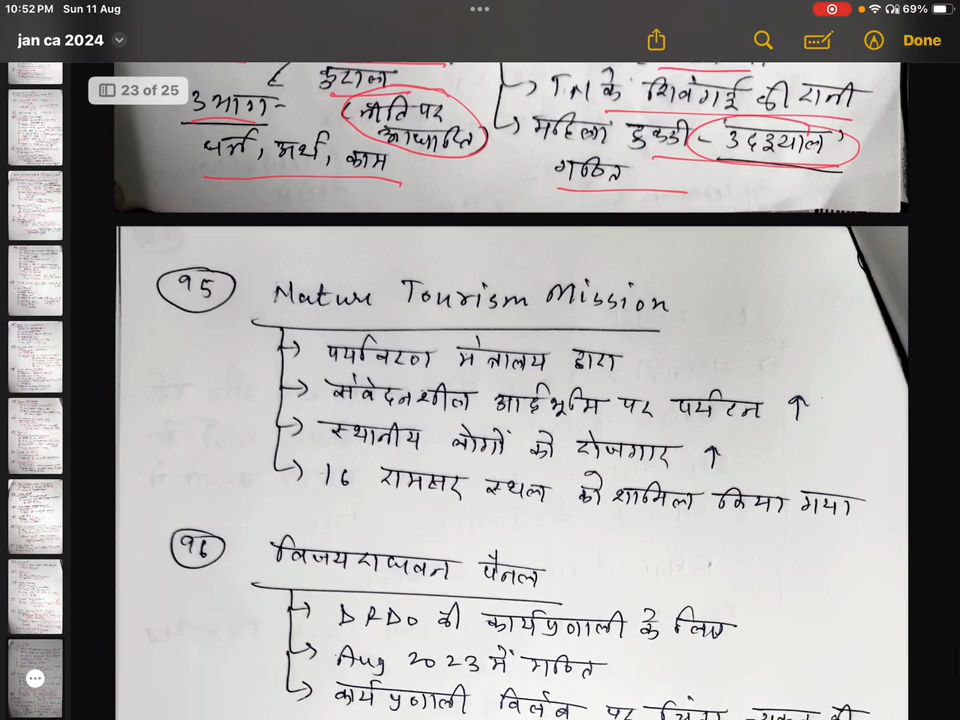 10:52 PM Sun 11 Aug
69%
jan ca 2024
Done
23 of 25
कुराल
3 भाग -
(नीति पर
आधारित)
धर्म, अर्थ, काम
→ T.N के शिवगंगई की रानी
→ महिला टुकड़ी - उदइयाल'
गठित
95 Nature Tourism Mission
→ पर्यावरण मंत्रालय द्वारा
→ संवेदनशील आर्द्रभूमि पर पर्यटन ↑
→ स्थानीय लोगों को रोजगार ↑
→ 16 रामसर स्थल को शामिल किया गया
96 विजयराघवन पैनल
→ DRDO की कार्यप्रणाली के लिए
→ Aug 2023 में गठित
→ कार्यप्रणाली विलंब पर चिंता